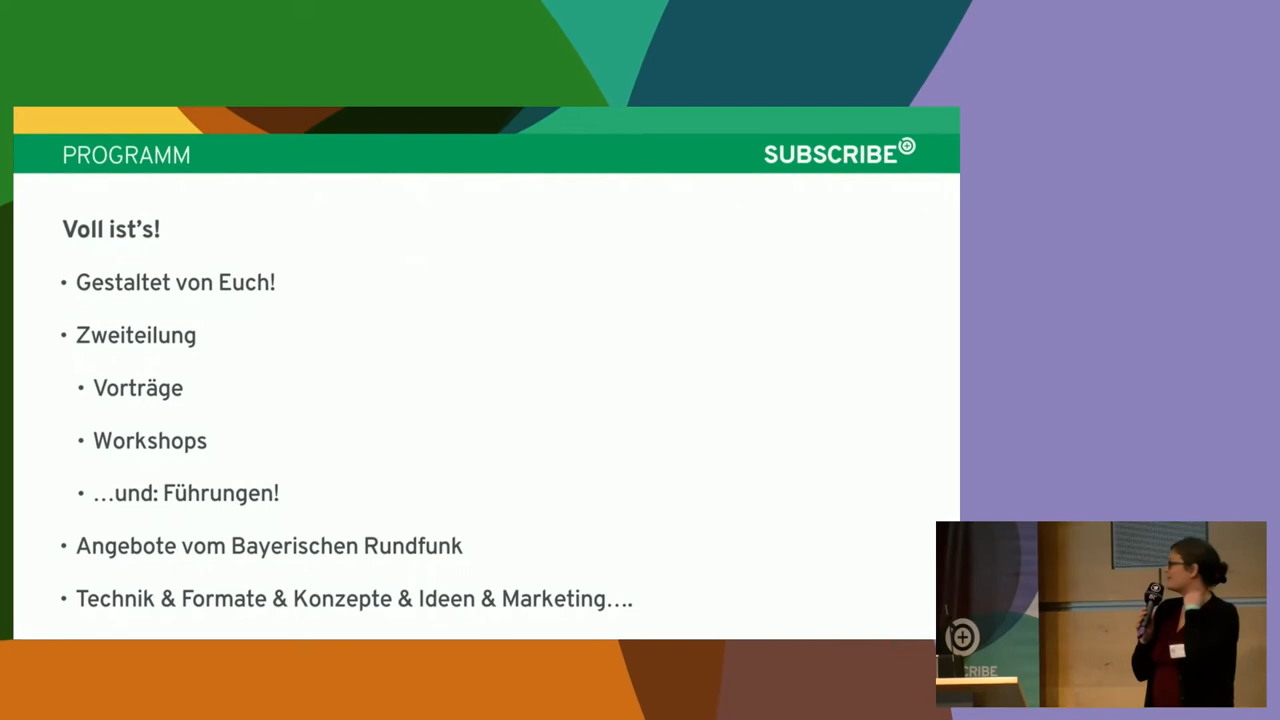 PROGRAMM
SUBSCRIBE
Voll ist's!
• Gestaltet von Euch!
• Zweiteilung
• Vorträge
• Workshops
• …und: Führungen!
• Angebote vom Bayerischen Rundfunk
• Technik & Formate & Konzepte & Ideen & Marketing….
CRIBE